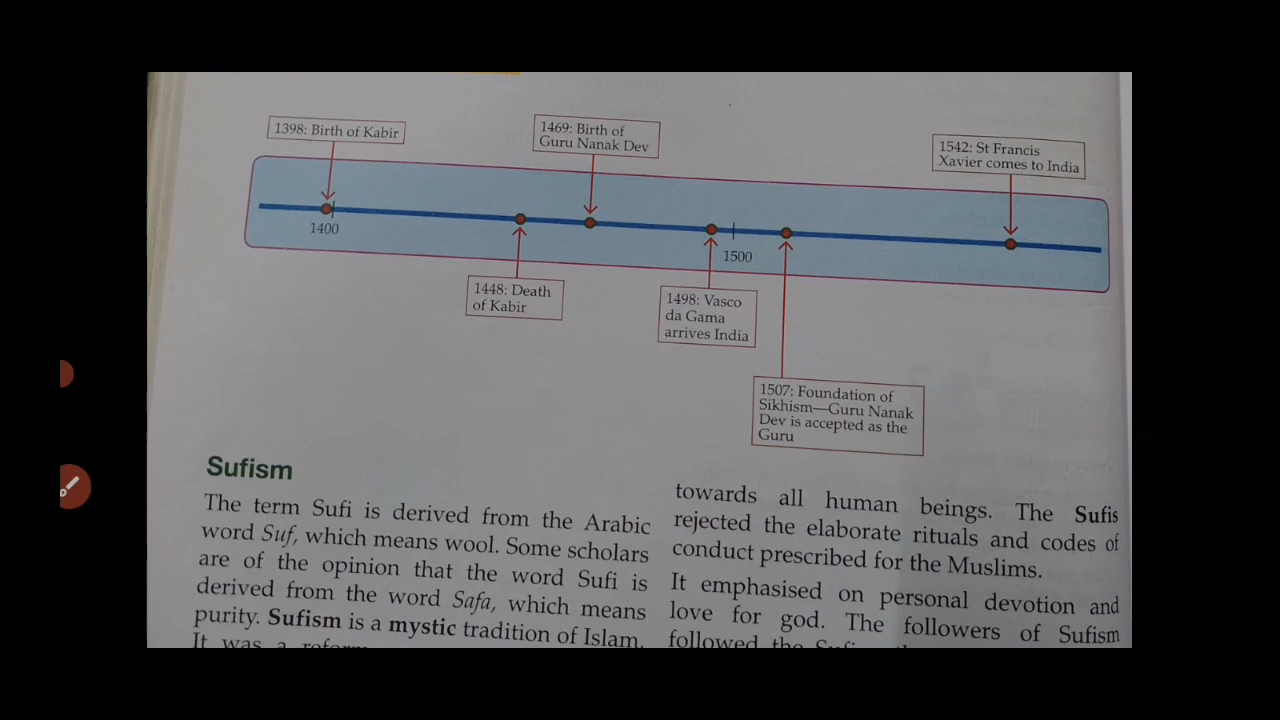 1398: Birth of Kabir
1469: Birth of
Guru Nanak Dev
1542: St Francis
Xavier comes to India
1400
1500
1448: Death
of Kabir
1498: Vasco
da Gama
arrives India
1507: Foundation of
Sikhism—Guru Nanak
Dev is accepted as the
Guru
Sufism
The term Sufi is derived from the Arabic
word Suf, which means wool. Some scholars
are of the opinion that the word Sufi is
derived from the word Safa, which means
purity. Sufism is a mystic tradition of Islam.
It was a
towards all human beings. The Sufis
rejected the elaborate rituals and codes of
conduct prescribed for the Muslims.
It emphasised on personal devotion and
love for god. The followers of Sufism
followed the